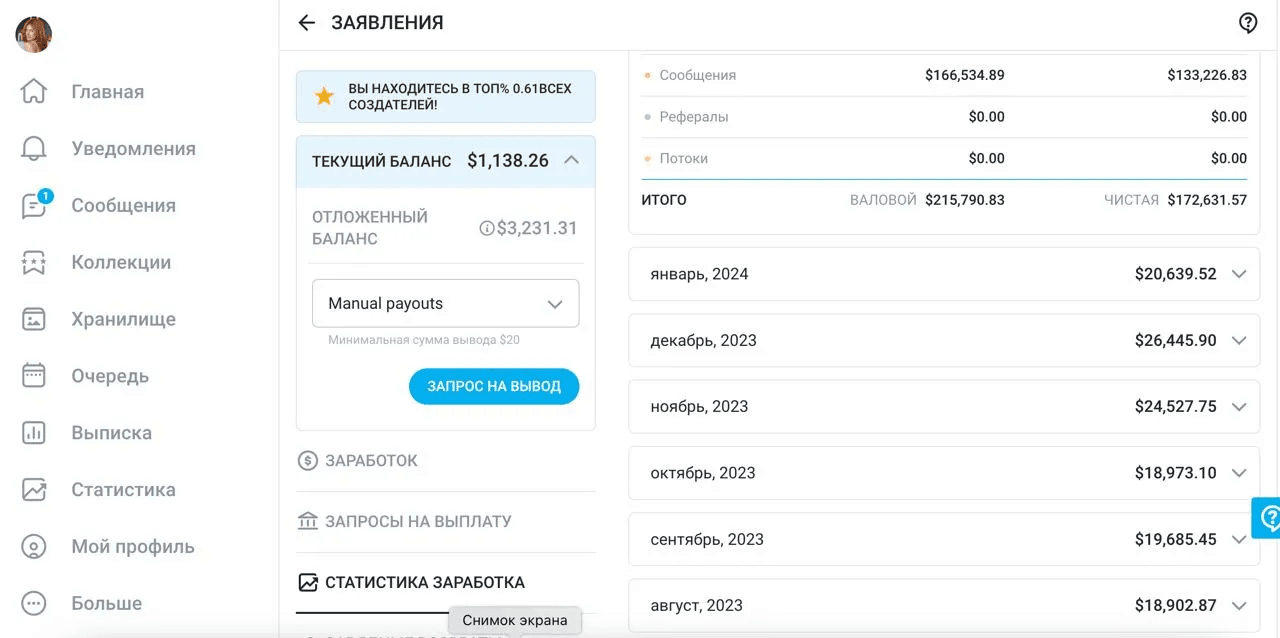 ЗАЯВЛЕНИЯ
Главная
Уведомления
1
Сообщения
Коллекции
Хранилище
Очередь
Выписка
Статистика
Мой профиль
Больше
ВЫ НАХОДИТЕСЬ В ТОП% 0.61ВСЕХ
СОЗДАТЕЛЕЙ!
ТЕКУЩИЙ БАЛАНС $1,138.26
ОТЛОЖЕННЫЙ
БАЛАНС
$3,231.31
Manual payouts
Минимальная сумма вывода $20
ЗАПРОС НА ВЫВОД
ЗАРАБОТОК
ЗАПРОСЫ НА ВЫПЛАТУ
СТАТИСТИКА ЗАРАБОТКА
Снимок экрана
Сообщения $166,534.89 $133,226.83
Рефералы $0.00 $0.00
Потоки $0.00 $0.00
ИТОГО ВАЛОВОЙ $215,790.83 ЧИСТАЯ $172,631.57
январь, 2024 $20,639.52
декабрь, 2023 $26,445.90
ноябрь, 2023 $24,527.75
октябрь, 2023 $18,973.10
сентябрь, 2023 $19,685.45
август, 2023 $18,902.87